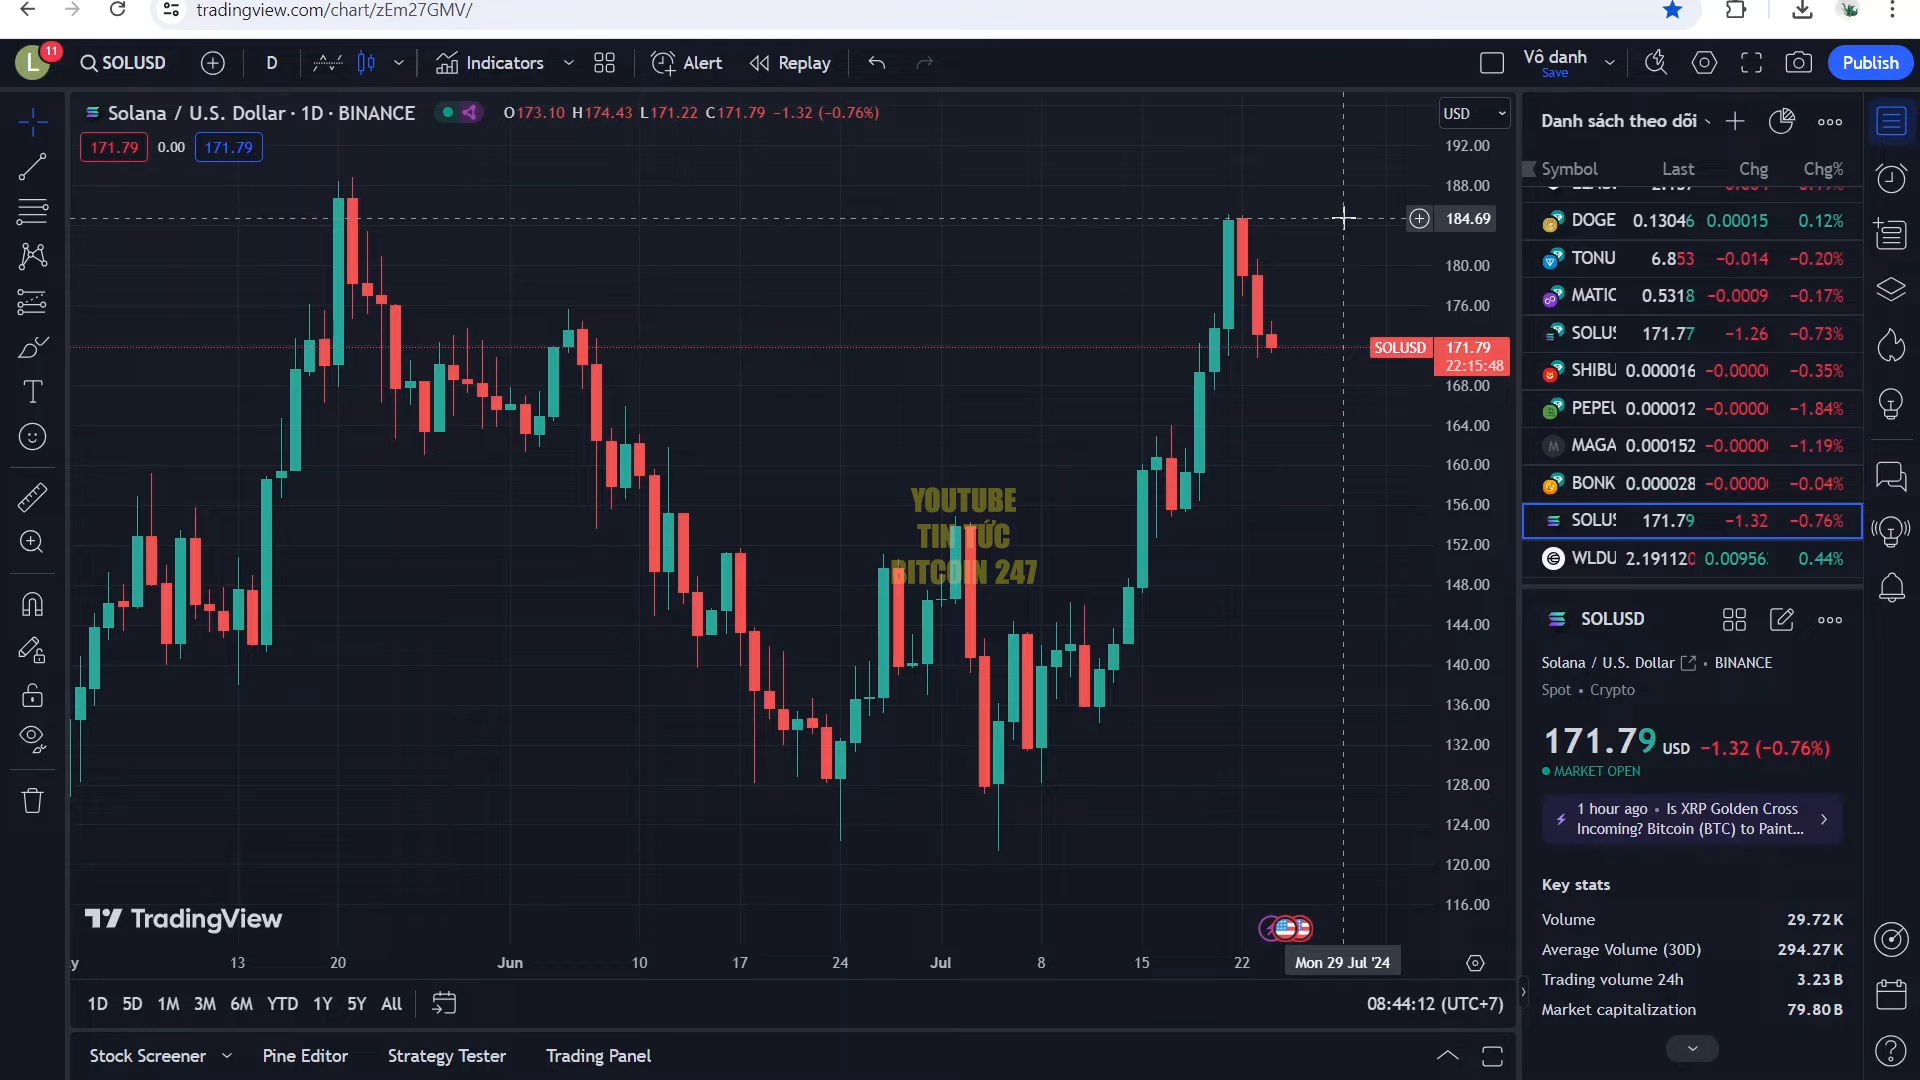 tradingview.com/chart/zEm27GMV/
L 11 SOLUSD D Indicators Alert Replay Vô danh Save Publish
Solana / U.S. Dollar · 1D · BINANCE O173.10 H174.43 L171.22 C171.79 −1.32 (−0.76%)
171.79 0.00 171.79
USD
192.00
188.00
184.69
180.00
176.00
SOLUSD 171.79
22:15:48
168.00
164.00
160.00
156.00
152.00
148.00
144.00
140.00
136.00
132.00
128.00
124.00
120.00
116.00
YOUTUBE
TIN TỨC
BITCOIN 247
TradingView
y 13 20 Jun 10 17 24 Jul 8 15 22 Mon 29 Jul '24
1D 5D 1M 3M 6M YTD 1Y 5Y All 08:44:12 (UTC+7)
Stock Screener Pine Editor Strategy Tester Trading Panel
Danh sách theo dõi
Symbol Last Chg Chg%
DOGE 0.13046 0.00015 0.12%
TONU 6.853 −0.014 −0.20%
MATIC 0.5318 −0.0009 −0.17%
SOLUS 171.77 −1.26 −0.73%
SHIBU 0.000016 −0.0000 −0.35%
PEPEU 0.000012 −0.0000 −1.84%
M MAGA 0.000152 −0.0000 −1.19%
BONK 0.000028 −0.0000 −0.04%
SOLUS 171.79 −1.32 −0.76%
WLDU 2.191120 0.00956 0.44%
SOLUSD
Solana / U.S. Dollar • BINANCE
Spot • Crypto
171.79 USD −1.32 (−0.76%)
MARKET OPEN
1 hour ago • Is XRP Golden Cross
Incoming? Bitcoin (BTC) to Paint...
Key stats
Volume 29.72K
Average Volume (30D) 294.27K
Trading volume 24h 3.23B
Market capitalization 79.80B